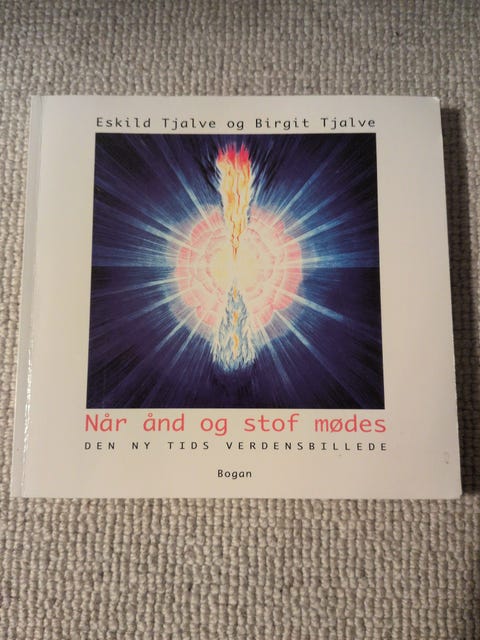 Eskild Tjalve og Birgit Tjalve
Når ånd og stof mødes
DEN NY TIDS VERDENSBILLEDE
Bogan